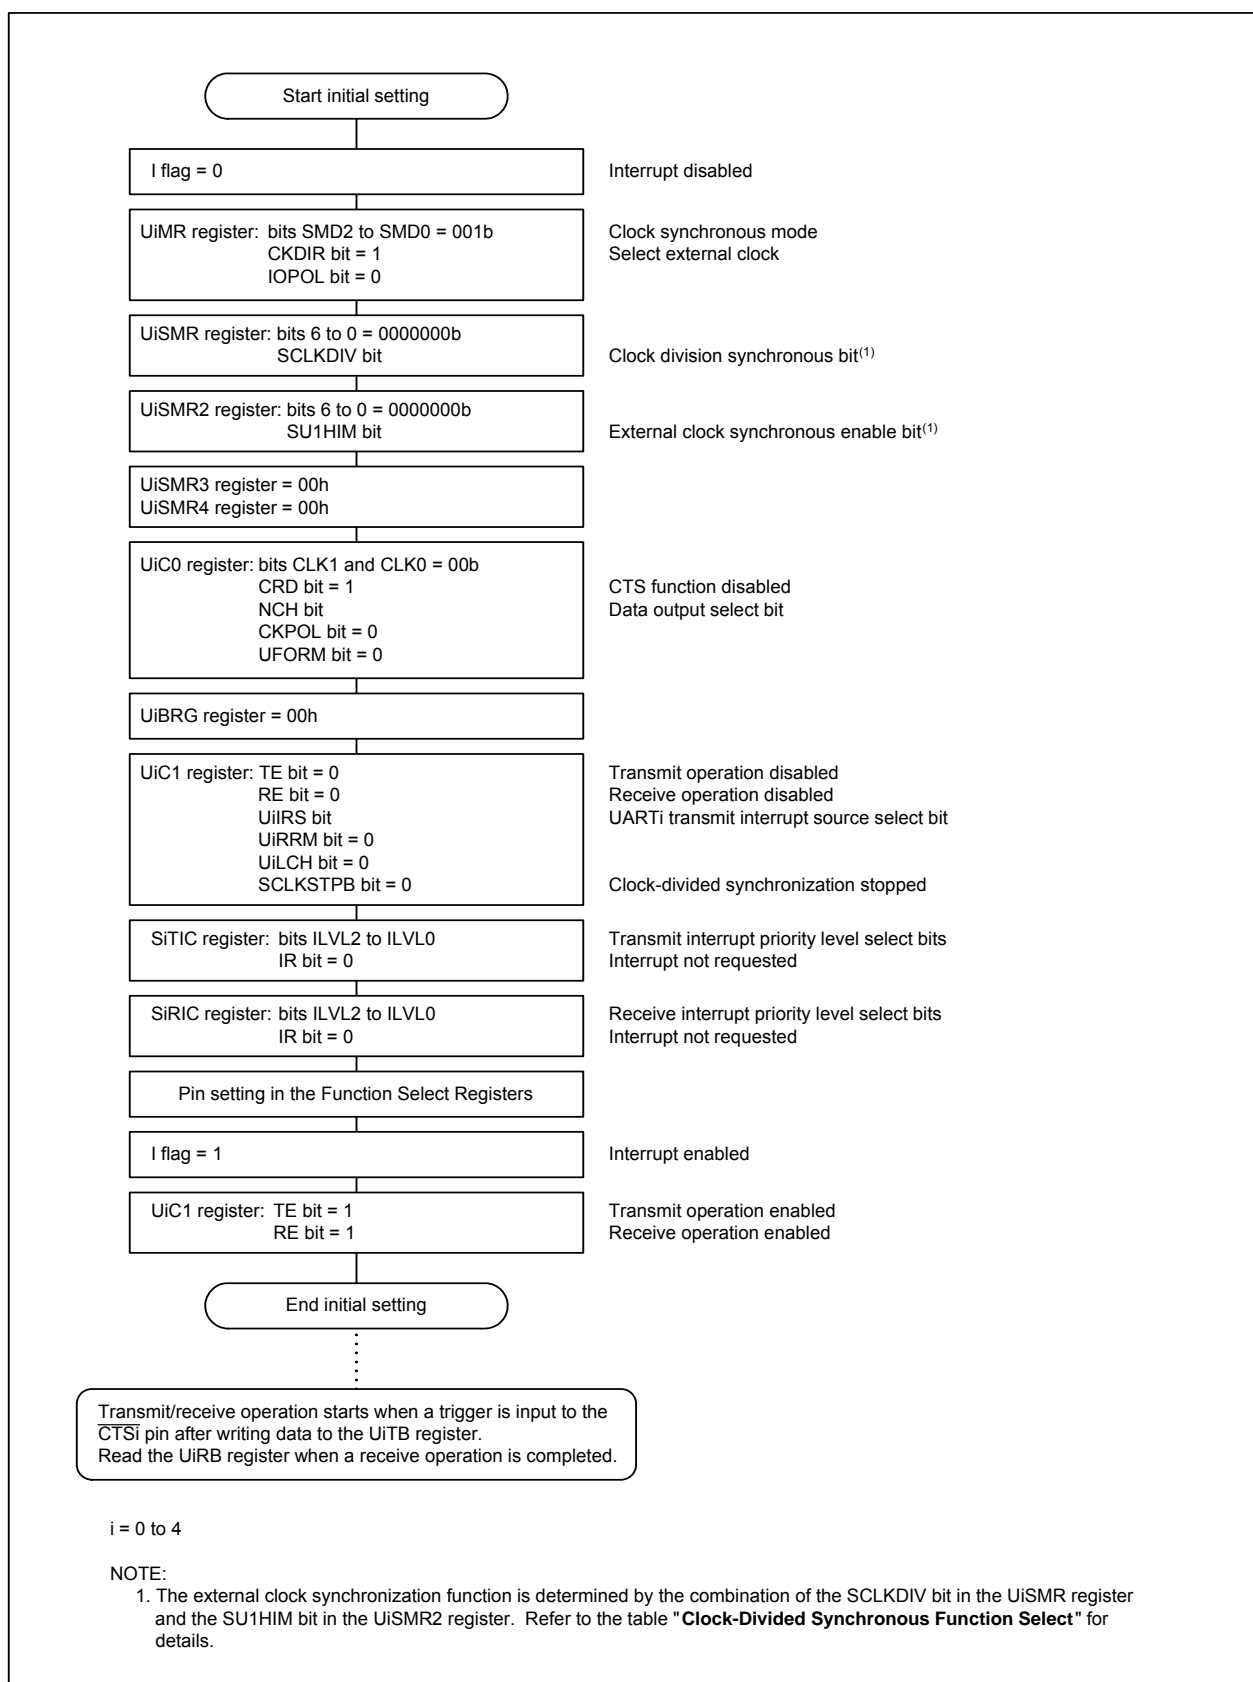 Start initial setting
I flag = 0 Interrupt disabled
UiMR register: bits SMD2 to SMD0 = 001b Clock synchronous mode
CKDIR bit = 1 Select external clock
IOPOL bit = 0
UiSMR register: bits 6 to 0 = 0000000b
SCLKDIV bit Clock division synchronous bit(1)
UiSMR2 register: bits 6 to 0 = 0000000b
SU1HIM bit External clock synchronous enable bit(1)
UiSMR3 register = 00h
UiSMR4 register = 00h
UiC0 register: bits CLK1 and CLK0 = 00b
CRD bit = 1 CTS function disabled
NCH bit Data output select bit
CKPOL bit = 0
UFORM bit = 0
UiBRG register = 00h
UiC1 register: TE bit = 0 Transmit operation disabled
RE bit = 0 Receive operation disabled
UiIRS bit UARTi transmit interrupt source select bit
UiRRM bit = 0
UiLCH bit = 0
SCLKSTPB bit = 0 Clock-divided synchronization stopped
SiTIC register: bits ILVL2 to ILVL0 Transmit interrupt priority level select bits
IR bit = 0 Interrupt not requested
SiRIC register: bits ILVL2 to ILVL0 Receive interrupt priority level select bits
IR bit = 0 Interrupt not requested
Pin setting in the Function Select Registers
I flag = 1 Interrupt enabled
UiC1 register: TE bit = 1 Transmit operation enabled
RE bit = 1 Receive operation enabled
End initial setting
Transmit/receive operation starts when a trigger is input to the
CTSi pin after writing data to the UiTB register.
Read the UiRB register when a receive operation is completed.
i = 0 to 4
NOTE:
1. The external clock synchronization function is determined by the combination of the SCLKDIV bit in the UiSMR register
and the SU1HIM bit in the UiSMR2 register. Refer to the table "Clock-Divided Synchronous Function Select" for
details.